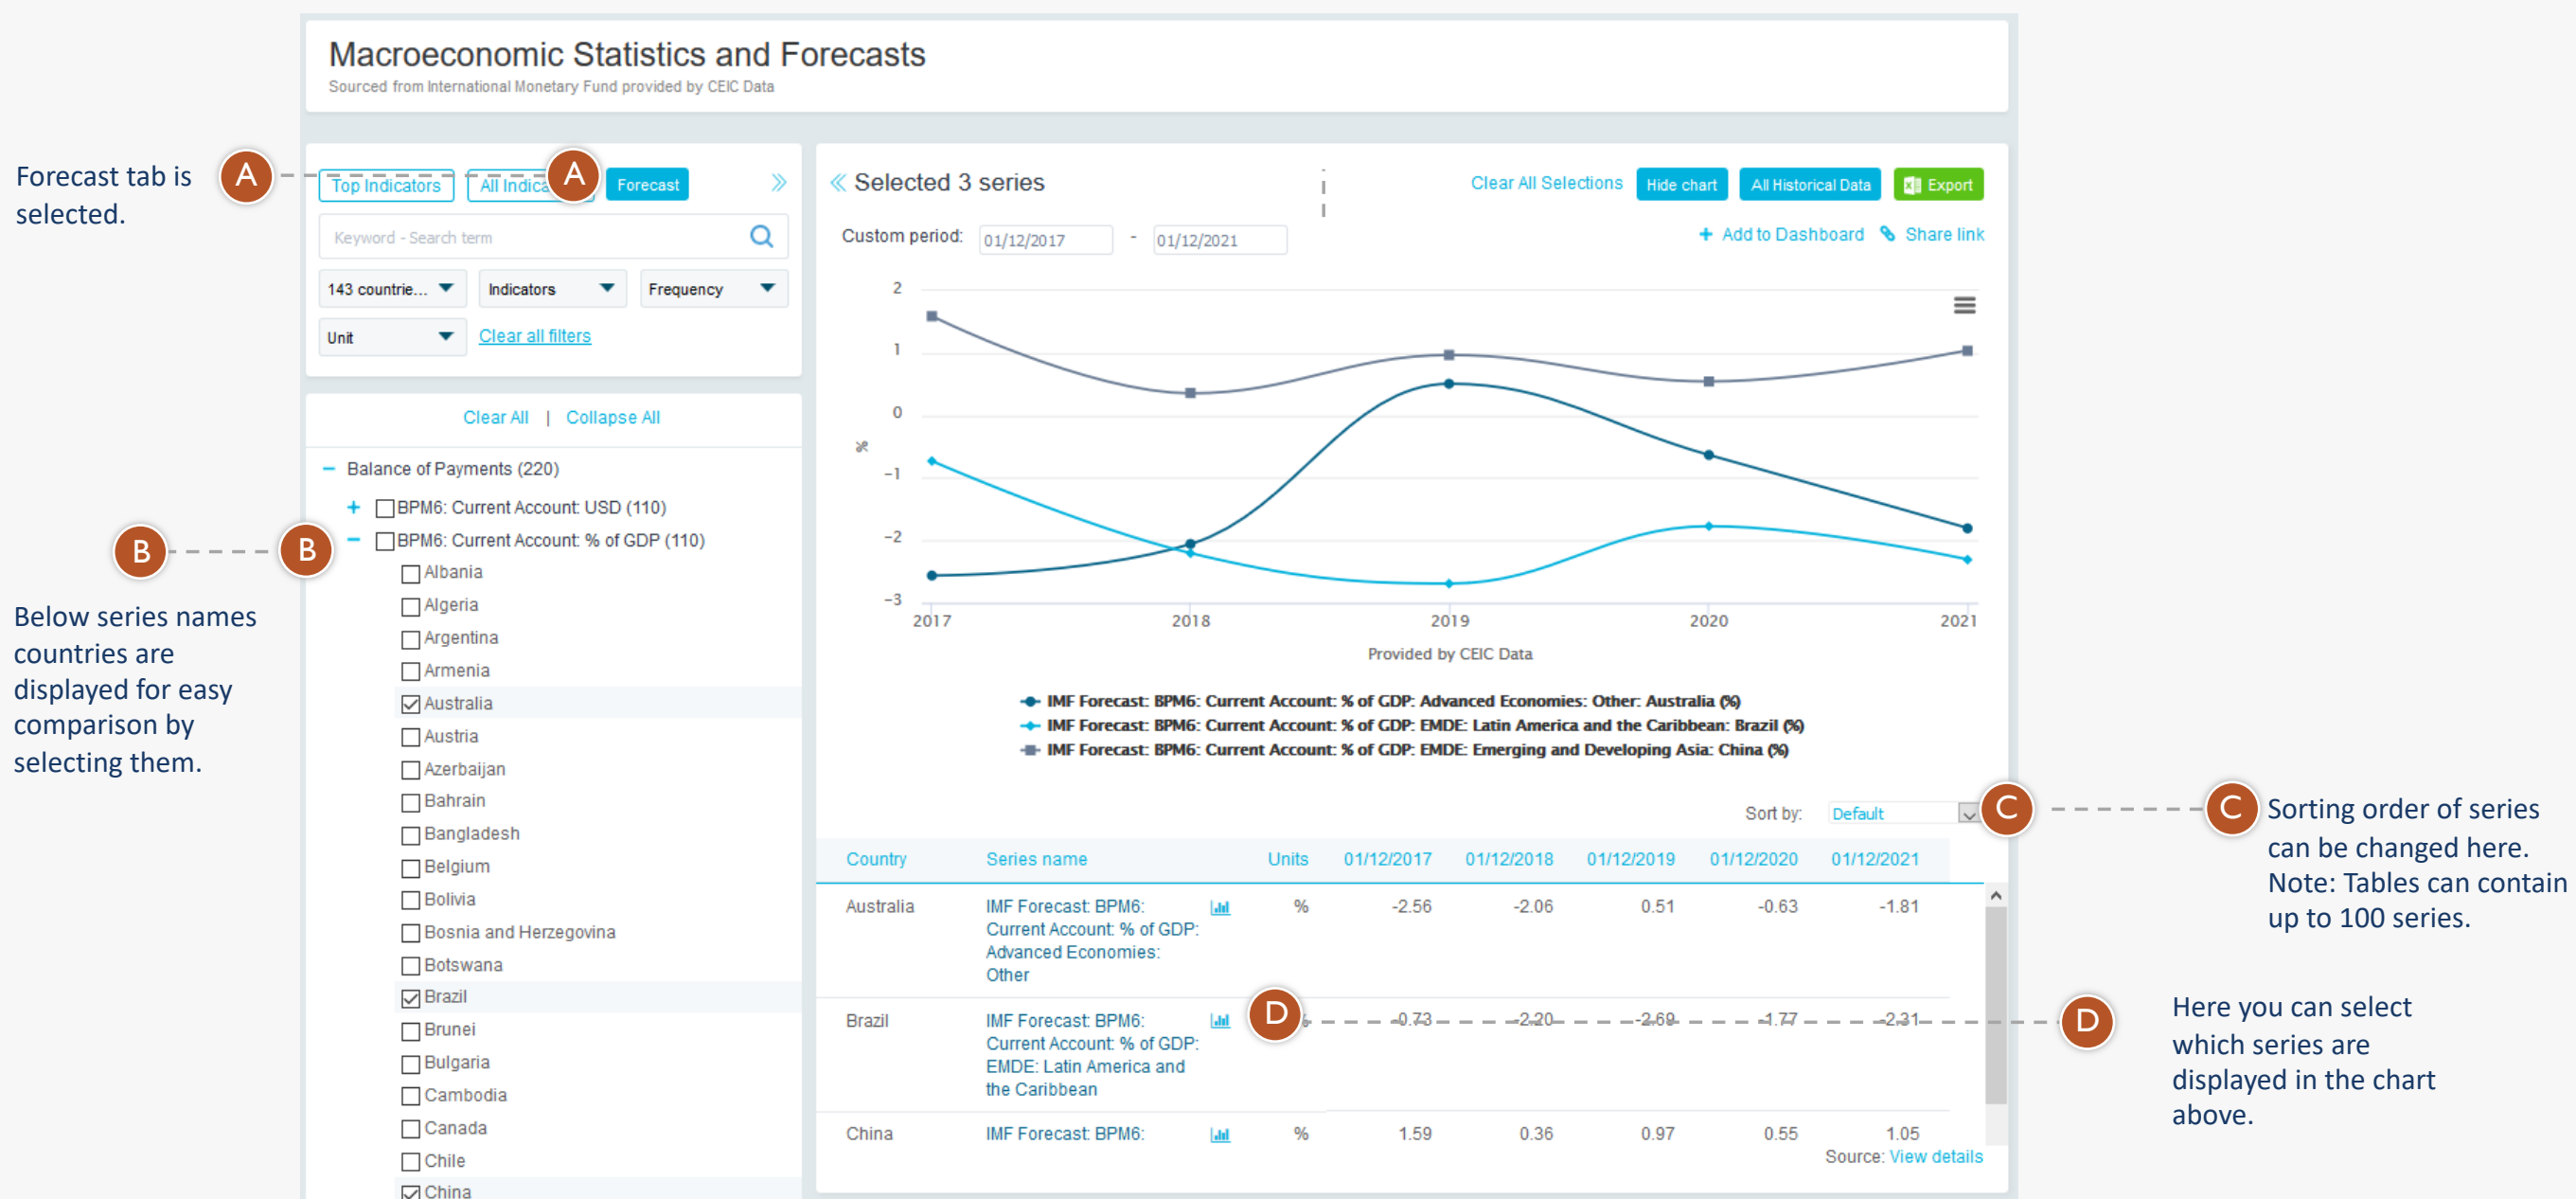 Macroeconomic Statistics and Forecasts
Sourced from International Monetary Fund provided by CEIC Data
Forecast tab is
selected.
A
A
Top Indicators
Forecast
Keyword - Search term
143 countrie...
Indicators
Frequency
Unit
Clear all filters
Clear All | Collapse All
Balance of Payments (220)
BPM6: Current Account: USD (110)
BPM6: Current Account: % of GDP (110)
B
B
Below series names
countries are
displayed for easy
comparison by
selecting them.
Albania
Algeria
Argentina
Armenia
Australia
Austria
Azerbaijan
Bahrain
Bangladesh
Belgium
Bolivia
Bosnia and Herzegovina
Botswana
Brazil
Brunei
Bulgaria
Cambodia
Canada
Chile
China
Selected 3 series
Clear All Selections
Hide chart
All Historical Data
Export
Custom period: 01/12/2017 - 01/12/2021
+ Add to Dashboard
Share link
2
1
0
-1
-2
-3
%
2017 2018 2019 2020 2021
Provided by CEIC Data
IMF Forecast: BPM6: Current Account: % of GDP: Advanced Economies: Other: Australia (%)
IMF Forecast: BPM6: Current Account: % of GDP: EMDE: Latin America and the Caribbean: Brazil (%)
IMF Forecast: BPM6: Current Account: % of GDP: EMDE: Emerging and Developing Asia: China (%)
Sort by: Default
C
C
Sorting order of series
can be changed here.
Note: Tables can contain
up to 100 series.
Country Series name Units 01/12/2017 01/12/2018 01/12/2019 01/12/2020 01/12/2021
Australia IMF Forecast: BPM6: % -2.56 -2.06 0.51 -0.63 -1.81
Current Account: % of GDP:
Advanced Economies:
Other
Brazil IMF Forecast: BPM6: % -0.73 -2.20 -2.69 -1.77 -2.31
Current Account: % of GDP:
EMDE: Latin America and
the Caribbean
D
D
Here you can select
which series are
displayed in the chart
above.
China IMF Forecast: BPM6: % 1.59 0.36 0.97 0.55 1.05
Source: View details